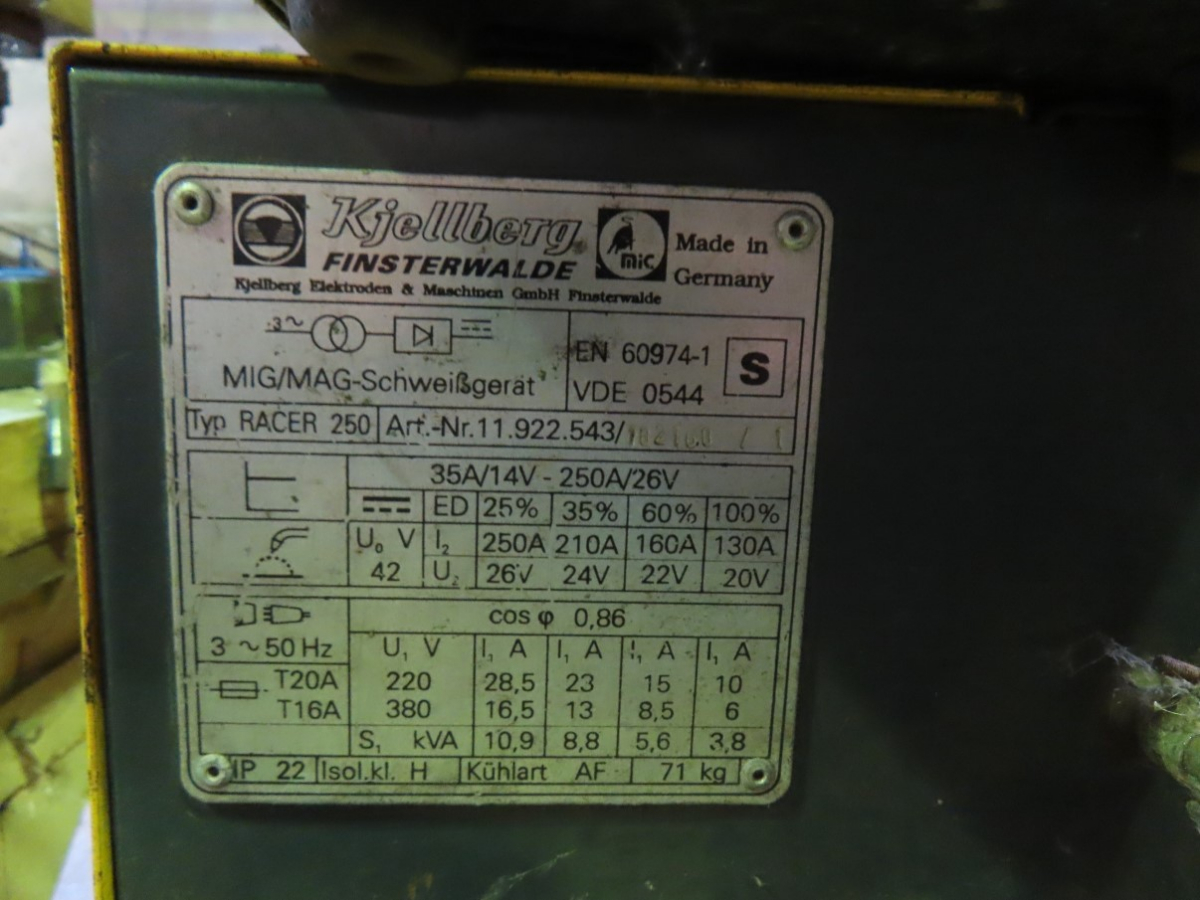 Kjellberg
FINSTERWALDE
mic
Made in
Germany
Kjellberg Elektroden & Maschinen GmbH Finsterwalde
3~
MIG/MAG-Schweißgerät
EN 60974-1
VDE 0544
S
Typ RACER 250 Art.-Nr.11.922.543/
35A/14V - 250A/26V
ED 25% 35% 60% 100%
U₀ V I₂ 250A 210A 160A 130A
42 U₂ 26V 24V 22V 20V
cos φ 0,86
3 ~ 50 Hz U₁ V I₁ A I₁ A I₁ A I₁ A
T20A 220 28,5 23 15 10
T16A 380 16,5 13 8,5 6
S₁ kVA 10,9 8,8 5,6 3,8
IP 22 Isol.kl. H Kühlart AF 71 kg